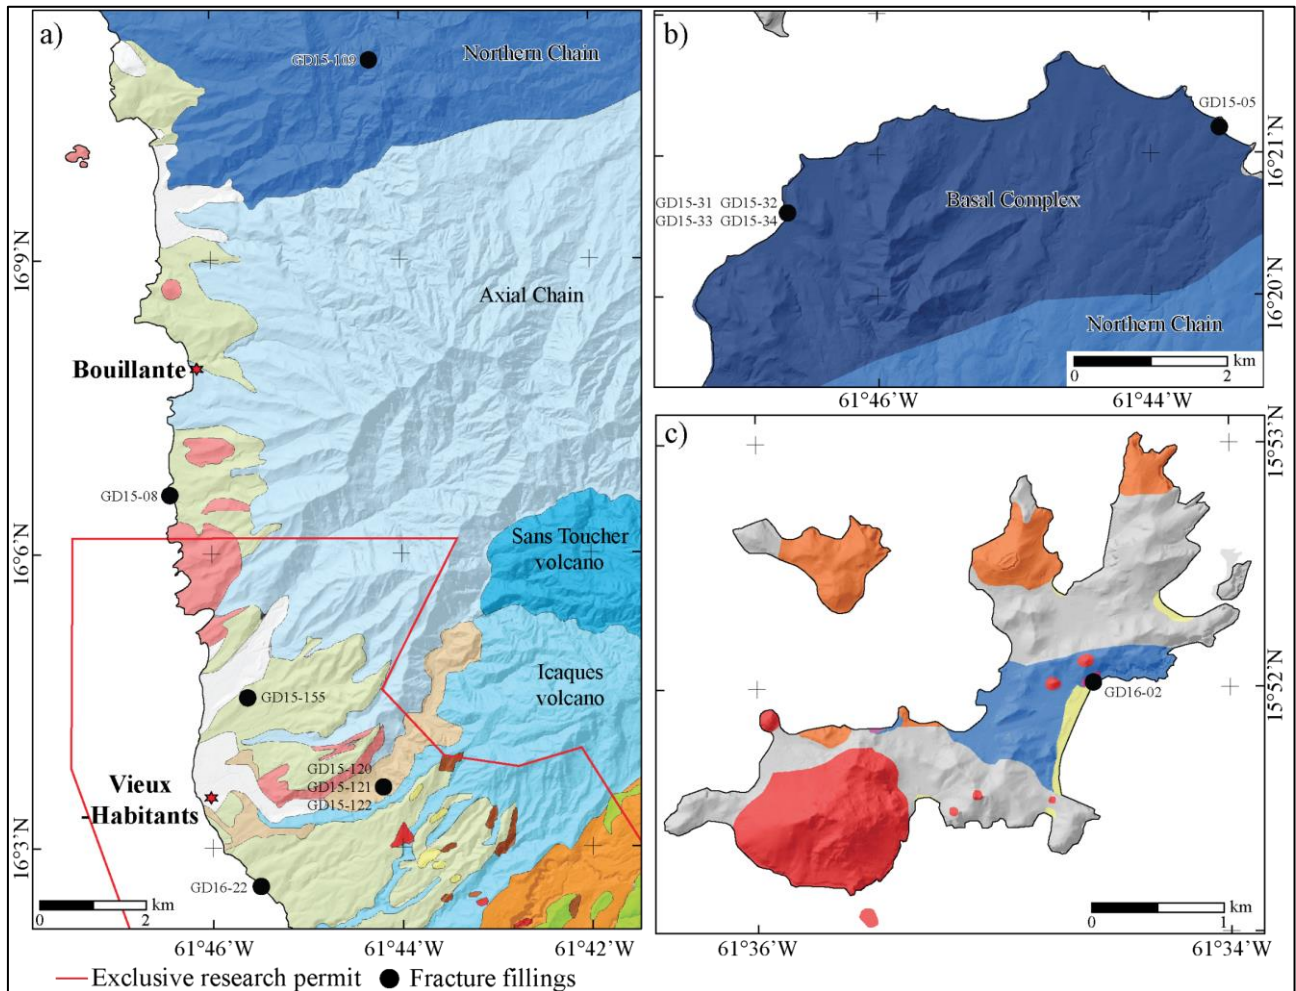 a)
GD15-109
Northern Chain
16°9’N
Axial Chain
Bouillante
GD15-08
Sans Toucher
volcano
16°6’N
Icaques
volcano
GD15-155
GD15-120
GD15-121
GD15-122
Vieux
-Habitants
16°3’N
GD16-22
0 2 km
61°46’W 61°44’W 61°42’W
b)
GD15-05
16°21’N
GD15-31 GD15-32
GD15-33 GD15-34
Basal Complex
16°20’N
Northern Chain
km
0 2
61°46’W 61°44’W
c)
15°53’N
15°52’N
GD16-02
km
0 1
61°36’W 61°34’W
Exclusive research permit Fracture fillings